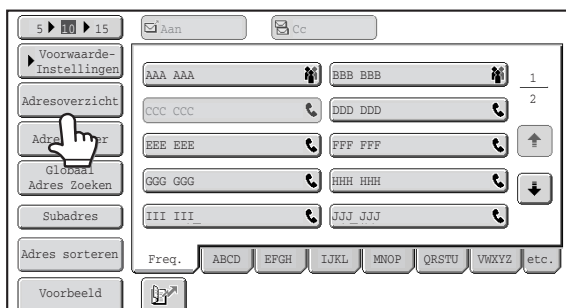 5 10 15
Aan
Cc
Voorwaarde-
Instellingen
Adresoverzicht
Globaal
Adres Zoeken
Subadres
Adres sorteren
Voorbeeld
AAA AAA
BBB BBB
CCC CCC
DDD DDD
EEE EEE
FFF FFF
GGG GGG
HHH HHH
III III
JJJ JJJ
1
2
Freq.
ABCD
EFGH
IJKL
MNOP
QRSTU
VWXYZ
etc.